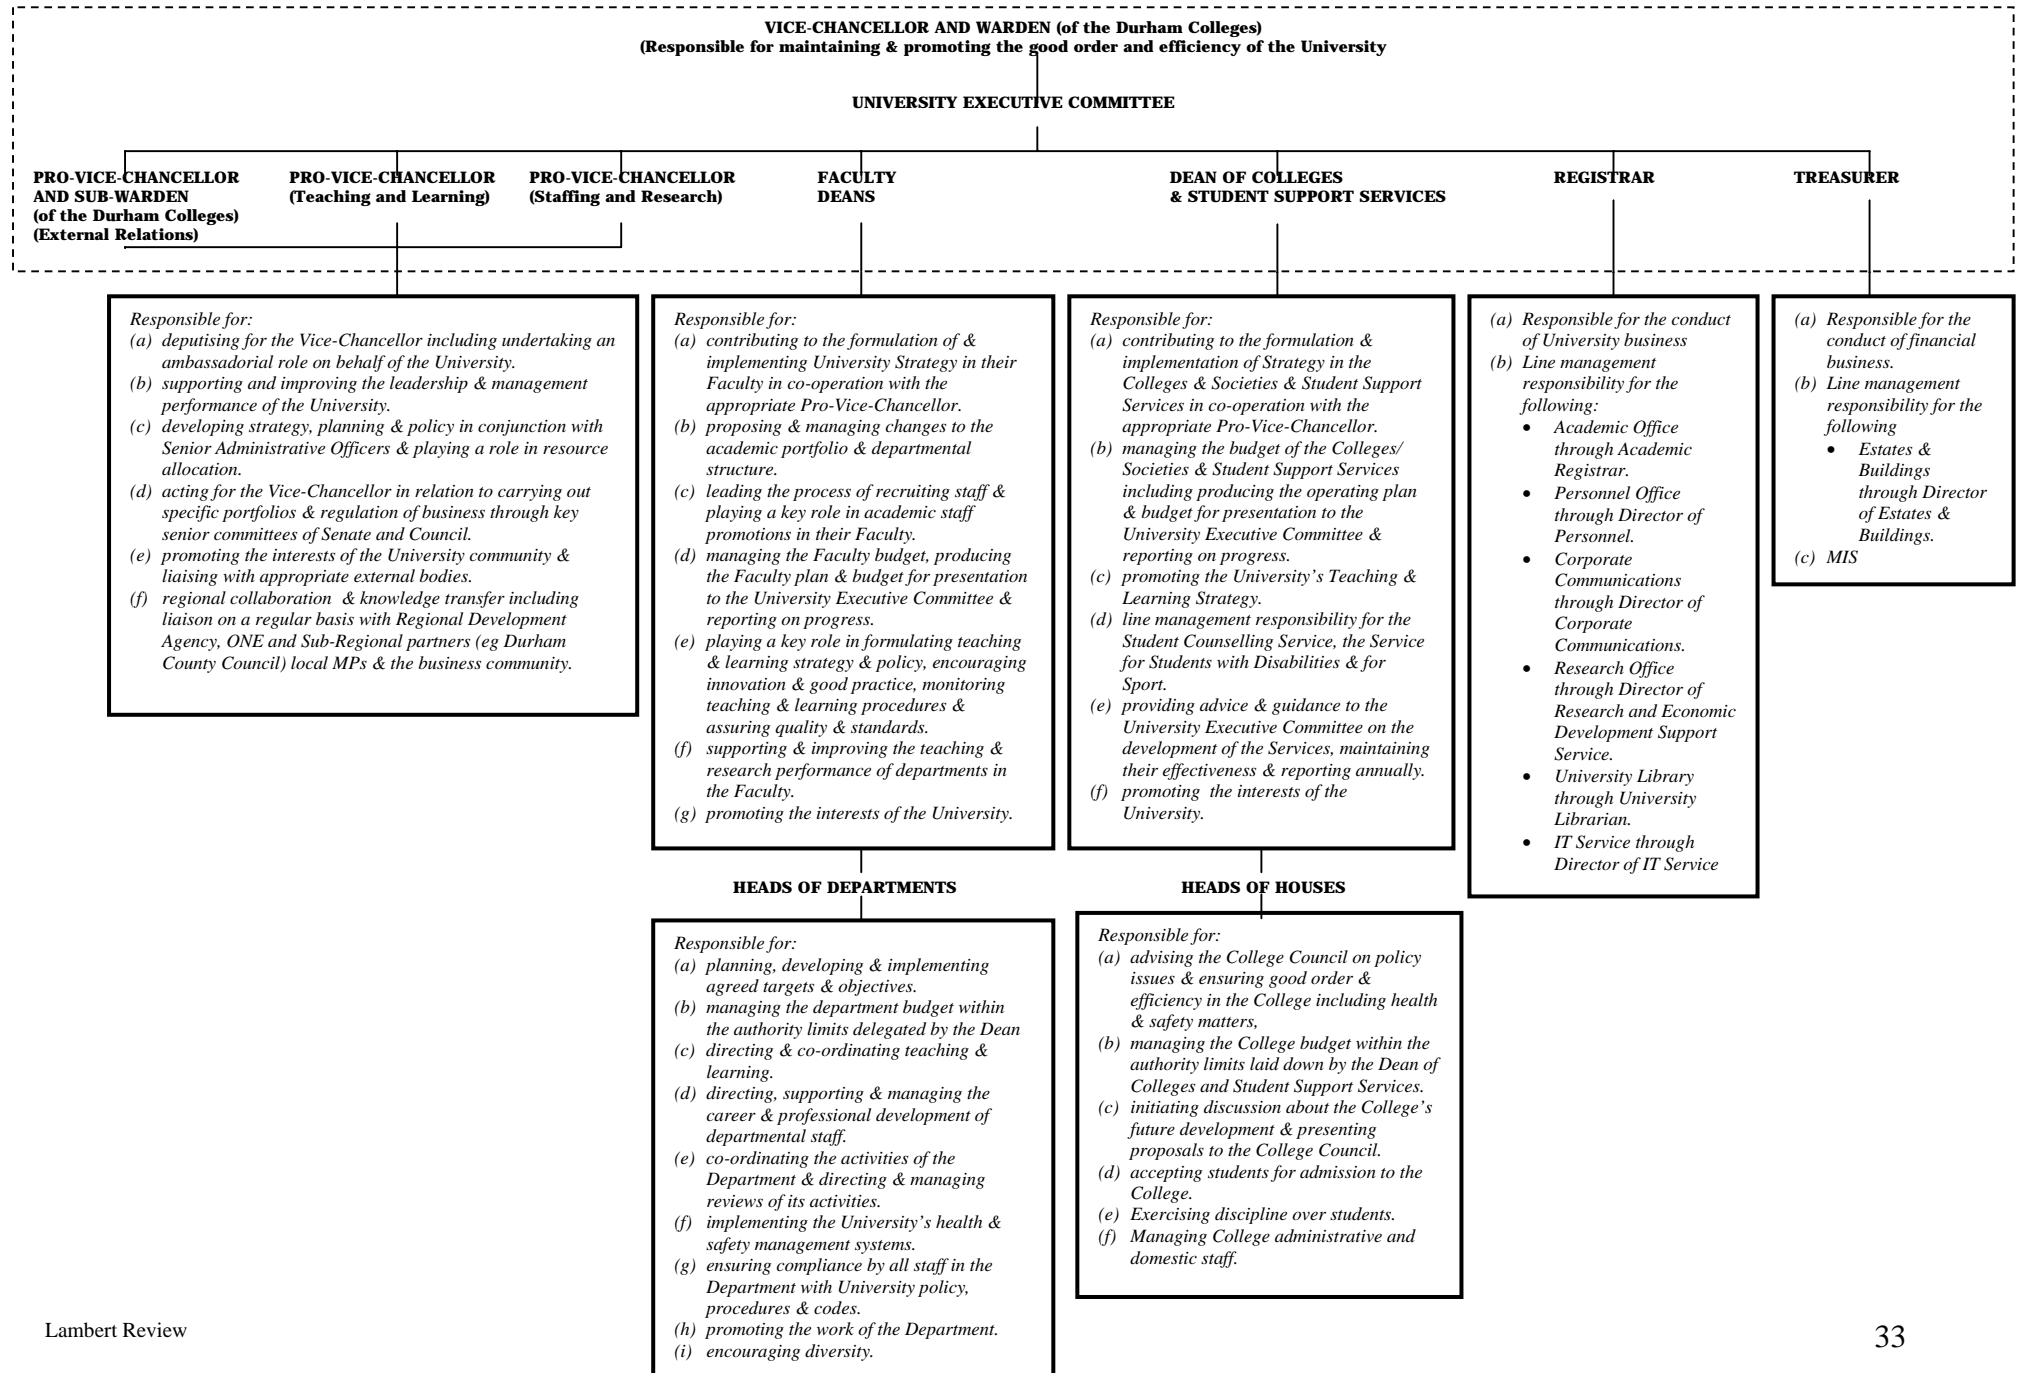 VICE-CHANCELLOR AND WARDEN (of the Durham Colleges)
(Responsible for maintaining & promoting the good order and efficiency of the University
UNIVERSITY EXECUTIVE COMMITTEE
PRO-VICE-CHANCELLOR
AND SUB-WARDEN
(of the Durham Colleges)
(External Relations)
PRO-VICE-CHANCELLOR
(Teaching and Learning)
PRO-VICE-CHANCELLOR
(Staffing and Research)
FACULTY
DEANS
DEAN OF COLLEGES
& STUDENT SUPPORT SERVICES
REGISTRAR
TREASURER
Responsible for:
(a) deputising for the Vice-Chancellor including undertaking an
ambassadorial role on behalf of the University.
(b) supporting and improving the leadership & management
performance of the University.
(c) developing strategy, planning & policy in conjunction with
Senior Administrative Officers & playing a role in resource
allocation.
(d) acting for the Vice-Chancellor in relation to carrying out
specific portfolios & regulation of business through key
senior committees of Senate and Council.
(e) promoting the interests of the University community &
liaising with appropriate external bodies.
(f) regional collaboration & knowledge transfer including
liaison on a regular basis with Regional Development
Agency, ONE and Sub-Regional partners (eg Durham
County Council) local MPs & the business community.
Responsible for:
(a) contributing to the formulation of &
implementing University Strategy in their
Faculty in co-operation with the
appropriate Pro-Vice-Chancellor.
(b) proposing & managing changes to the
academic portfolio & departmental
structure.
(c) leading the process of recruiting staff &
playing a key role in academic staff
promotions in their Faculty.
(d) managing the Faculty budget, producing
the Faculty plan & budget for presentation
to the University Executive Committee &
reporting on progress.
(e) playing a key role in formulating teaching
& learning strategy & policy, encouraging
innovation & good practice, monitoring
teaching & learning procedures &
assuring quality & standards.
(f) supporting & improving the teaching &
research performance of departments in
the Faculty.
(g) promoting the interests of the University.
Responsible for:
(a) contributing to the formulation &
implementation of Strategy in the
Colleges & Societies & Student Support
Services in co-operation with the
appropriate Pro-Vice-Chancellor.
(b) managing the budget of the Colleges/
Societies & Student Support Services
including producing the operating plan
& budget for presentation to the
University Executive Committee &
reporting on progress.
(c) promoting the University's Teaching &
Learning Strategy.
(d) line management responsibility for the
Student Counselling Service, the Service
for Students with Disabilities & for
Sport.
(e) providing advice & guidance to the
University Executive Committee on the
development of the Services, maintaining
their effectiveness & reporting annually.
(f) promoting the interests of the
University.
(a) Responsible for the conduct
of University business
(b) Line management
responsibility for the
following:
• Academic Office
through Academic
Registrar.
• Personnel Office
through Director of
Personnel.
• Corporate
Communications
through Director of
Corporate
Communications.
• Research Office
through Director of
Research and Economic
Development Support
Service.
• University Library
through University
Librarian.
• IT Service through
Director of IT Service
(a) Responsible for the
conduct of financial
business.
(b) Line management
responsibility for the
following
• Estates &
Buildings
through Director
of Estates &
Buildings.
(c) MIS
HEADS OF DEPARTMENTS
Responsible for:
(a) planning, developing & implementing
agreed targets & objectives.
(b) managing the department budget within
the authority limits delegated by the Dean
(c) directing & co-ordinating teaching &
learning.
(d) directing, supporting & managing the
career & professional development of
departmental staff.
(e) co-ordinating the activities of the
Department & directing & managing
reviews of its activities.
(f) implementing the University's health &
safety management systems.
(g) ensuring compliance by all staff in the
Department with University policy,
procedures & codes.
(h) promoting the work of the Department.
(i) encouraging diversity.
HEADS OF HOUSES
Responsible for:
(a) advising the College Council on policy
issues & ensuring good order &
efficiency in the College including health
& safety matters,
(b) managing the College budget within the
authority limits laid down by the Dean of
Colleges and Student Support Services.
(c) initiating discussion about the College's
future development & presenting
proposals to the College Council.
(d) accepting students for admission to the
College.
(e) Exercising discipline over students.
(f) Managing College administrative and
domestic staff.
Lambert Review
33